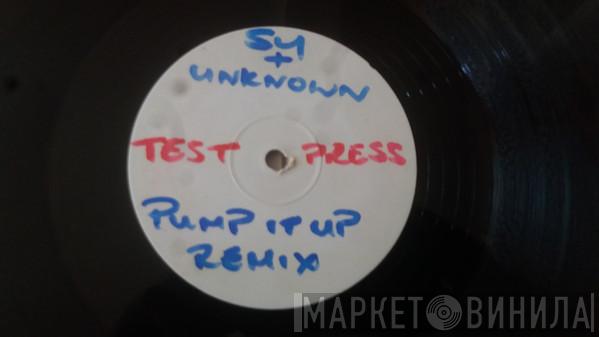 SY
+
UNKNOWN
TEST PRESS
PUMP IT UP
REMIX
МАРКЕТ ВИНИЛА